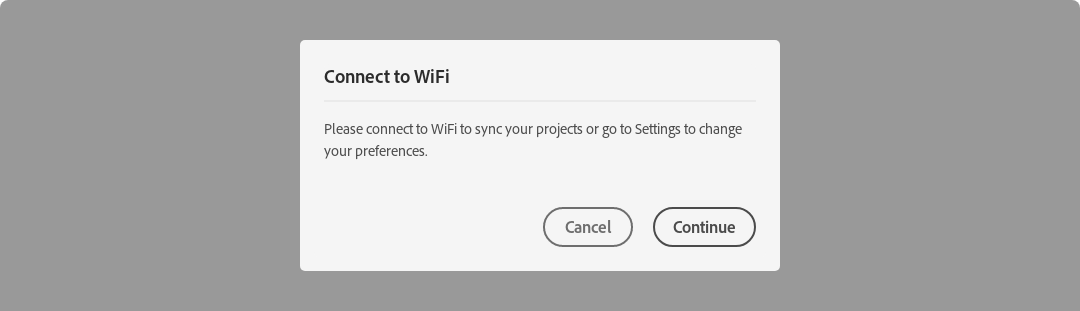 Connect to WiFi
Please connect to WiFi to sync your projects or go to Settings to change
your preferences.
Cancel
Continue